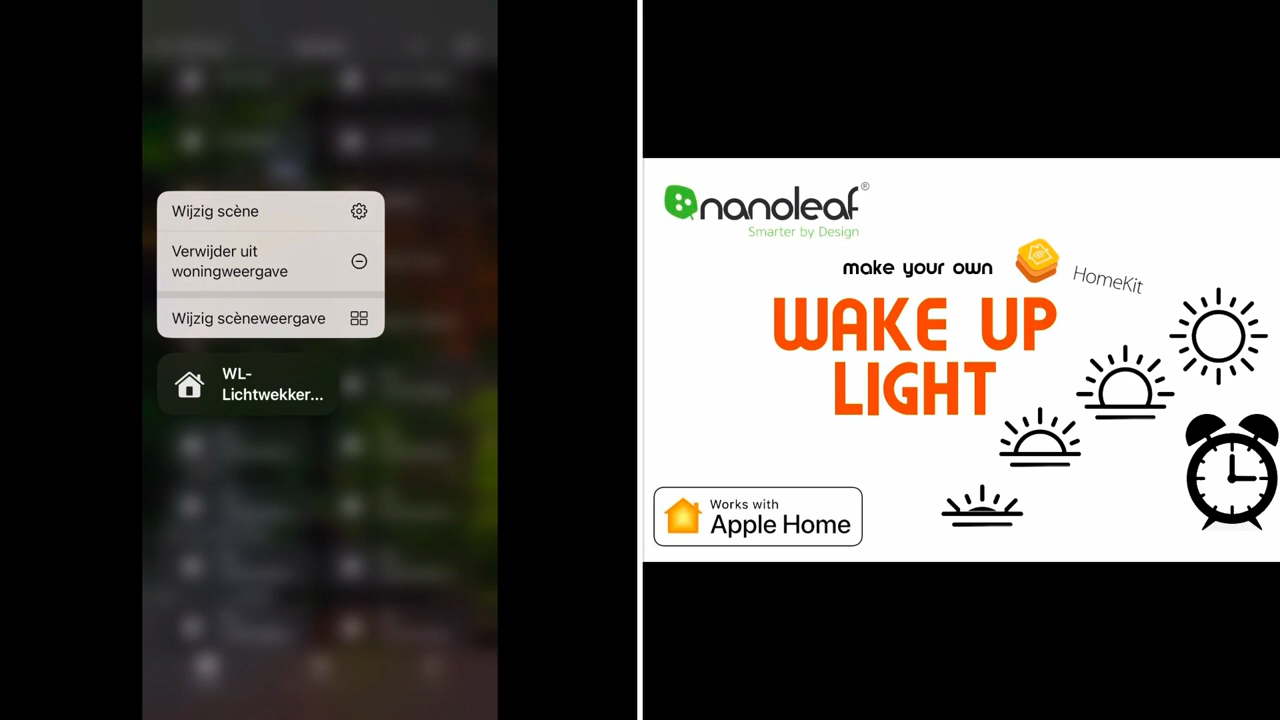 Wijzig scène
Verwijder uit
woningweergave
Wijzig scèneweergave
WL-
Lichtwekker...
nanoleaf®
Smarter by Design
make your own
HomeKit
WAKE UP
LIGHT
Works with
Apple Home